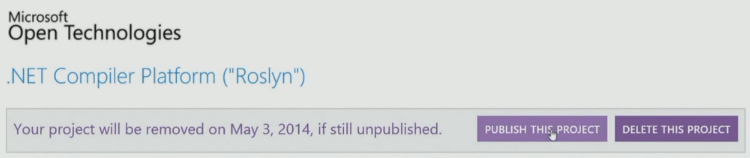 Microsoft
Open Technologies
.NET Compiler Platform ("Roslyn")
Your project will be removed on May 3, 2014, if still unpublished. PUBLISH THIS PROJECT DELETE THIS PROJECT